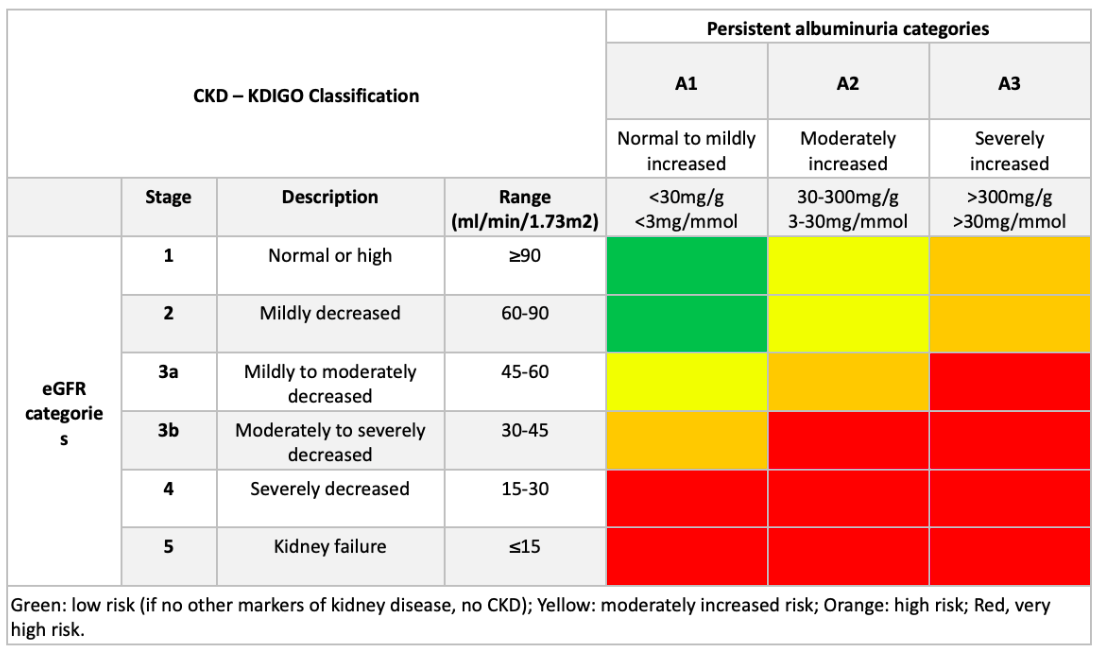 Persistent albuminuria categories
CKD – KDIGO Classification
A1
A2
A3
Normal to mildly
increased
Moderately
increased
Severely
increased
Stage
Description
Range
(ml/min/1.73m2)
<30mg/g
<3mg/mmol
30-300mg/g
3-30mg/mmol
>300mg/g
>30mg/mmol
eGFR
categorie
s
1
Normal or high
≥90
2
Mildly decreased
60-90
3a
Mildly to moderately
decreased
45-60
3b
Moderately to severely
decreased
30-45
4
Severely decreased
15-30
5
Kidney failure
≤15
Green: low risk (if no other markers of kidney disease, no CKD); Yellow: moderately increased risk; Orange: high risk; Red, very
high risk.